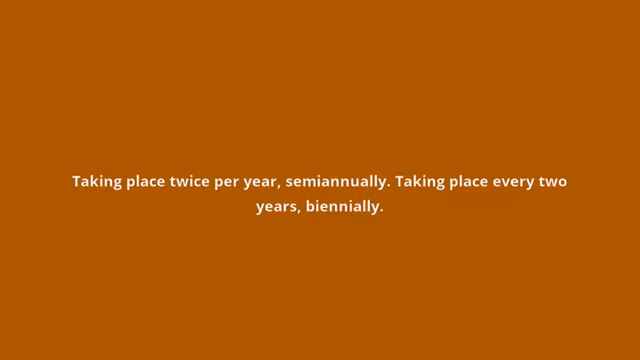 Taking place twice per year, semiannually. Taking place every two
years, biennially.